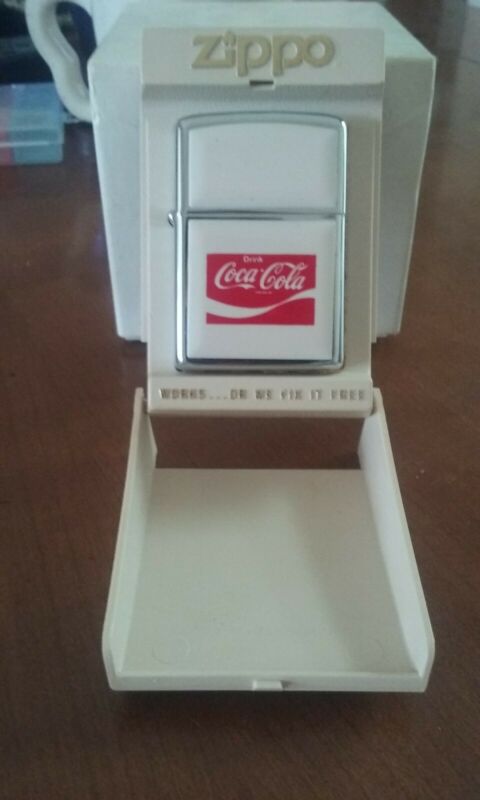 Zippo
Drink
Coca-Cola
WORKS...OR WE FIX IT FREE